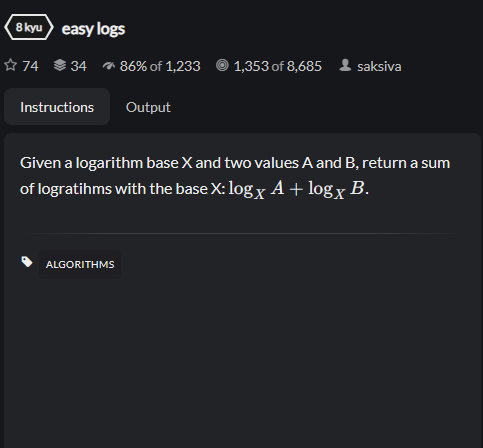 8 kyu easy logs
74 34 86% of 1,233 1,353 of 8,685 saksiva
Instructions Output
Given a logarithm base X and two values A and B, return a sum
of logratihms with the base X: log_X A + log_X B.
ALGORITHMS